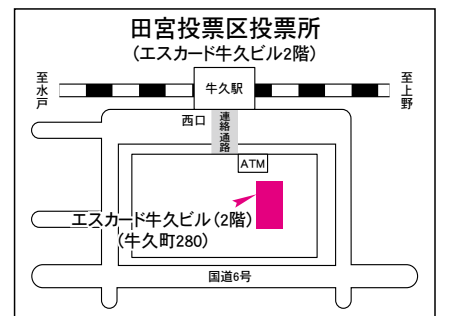 田宮投票区投票所
(エスカード牛久ビル2階)
至水戸
牛久駅
至上野
西口
連絡通路
ATM
エスカード牛久ビル(2階)
(牛久町280)
国道6号